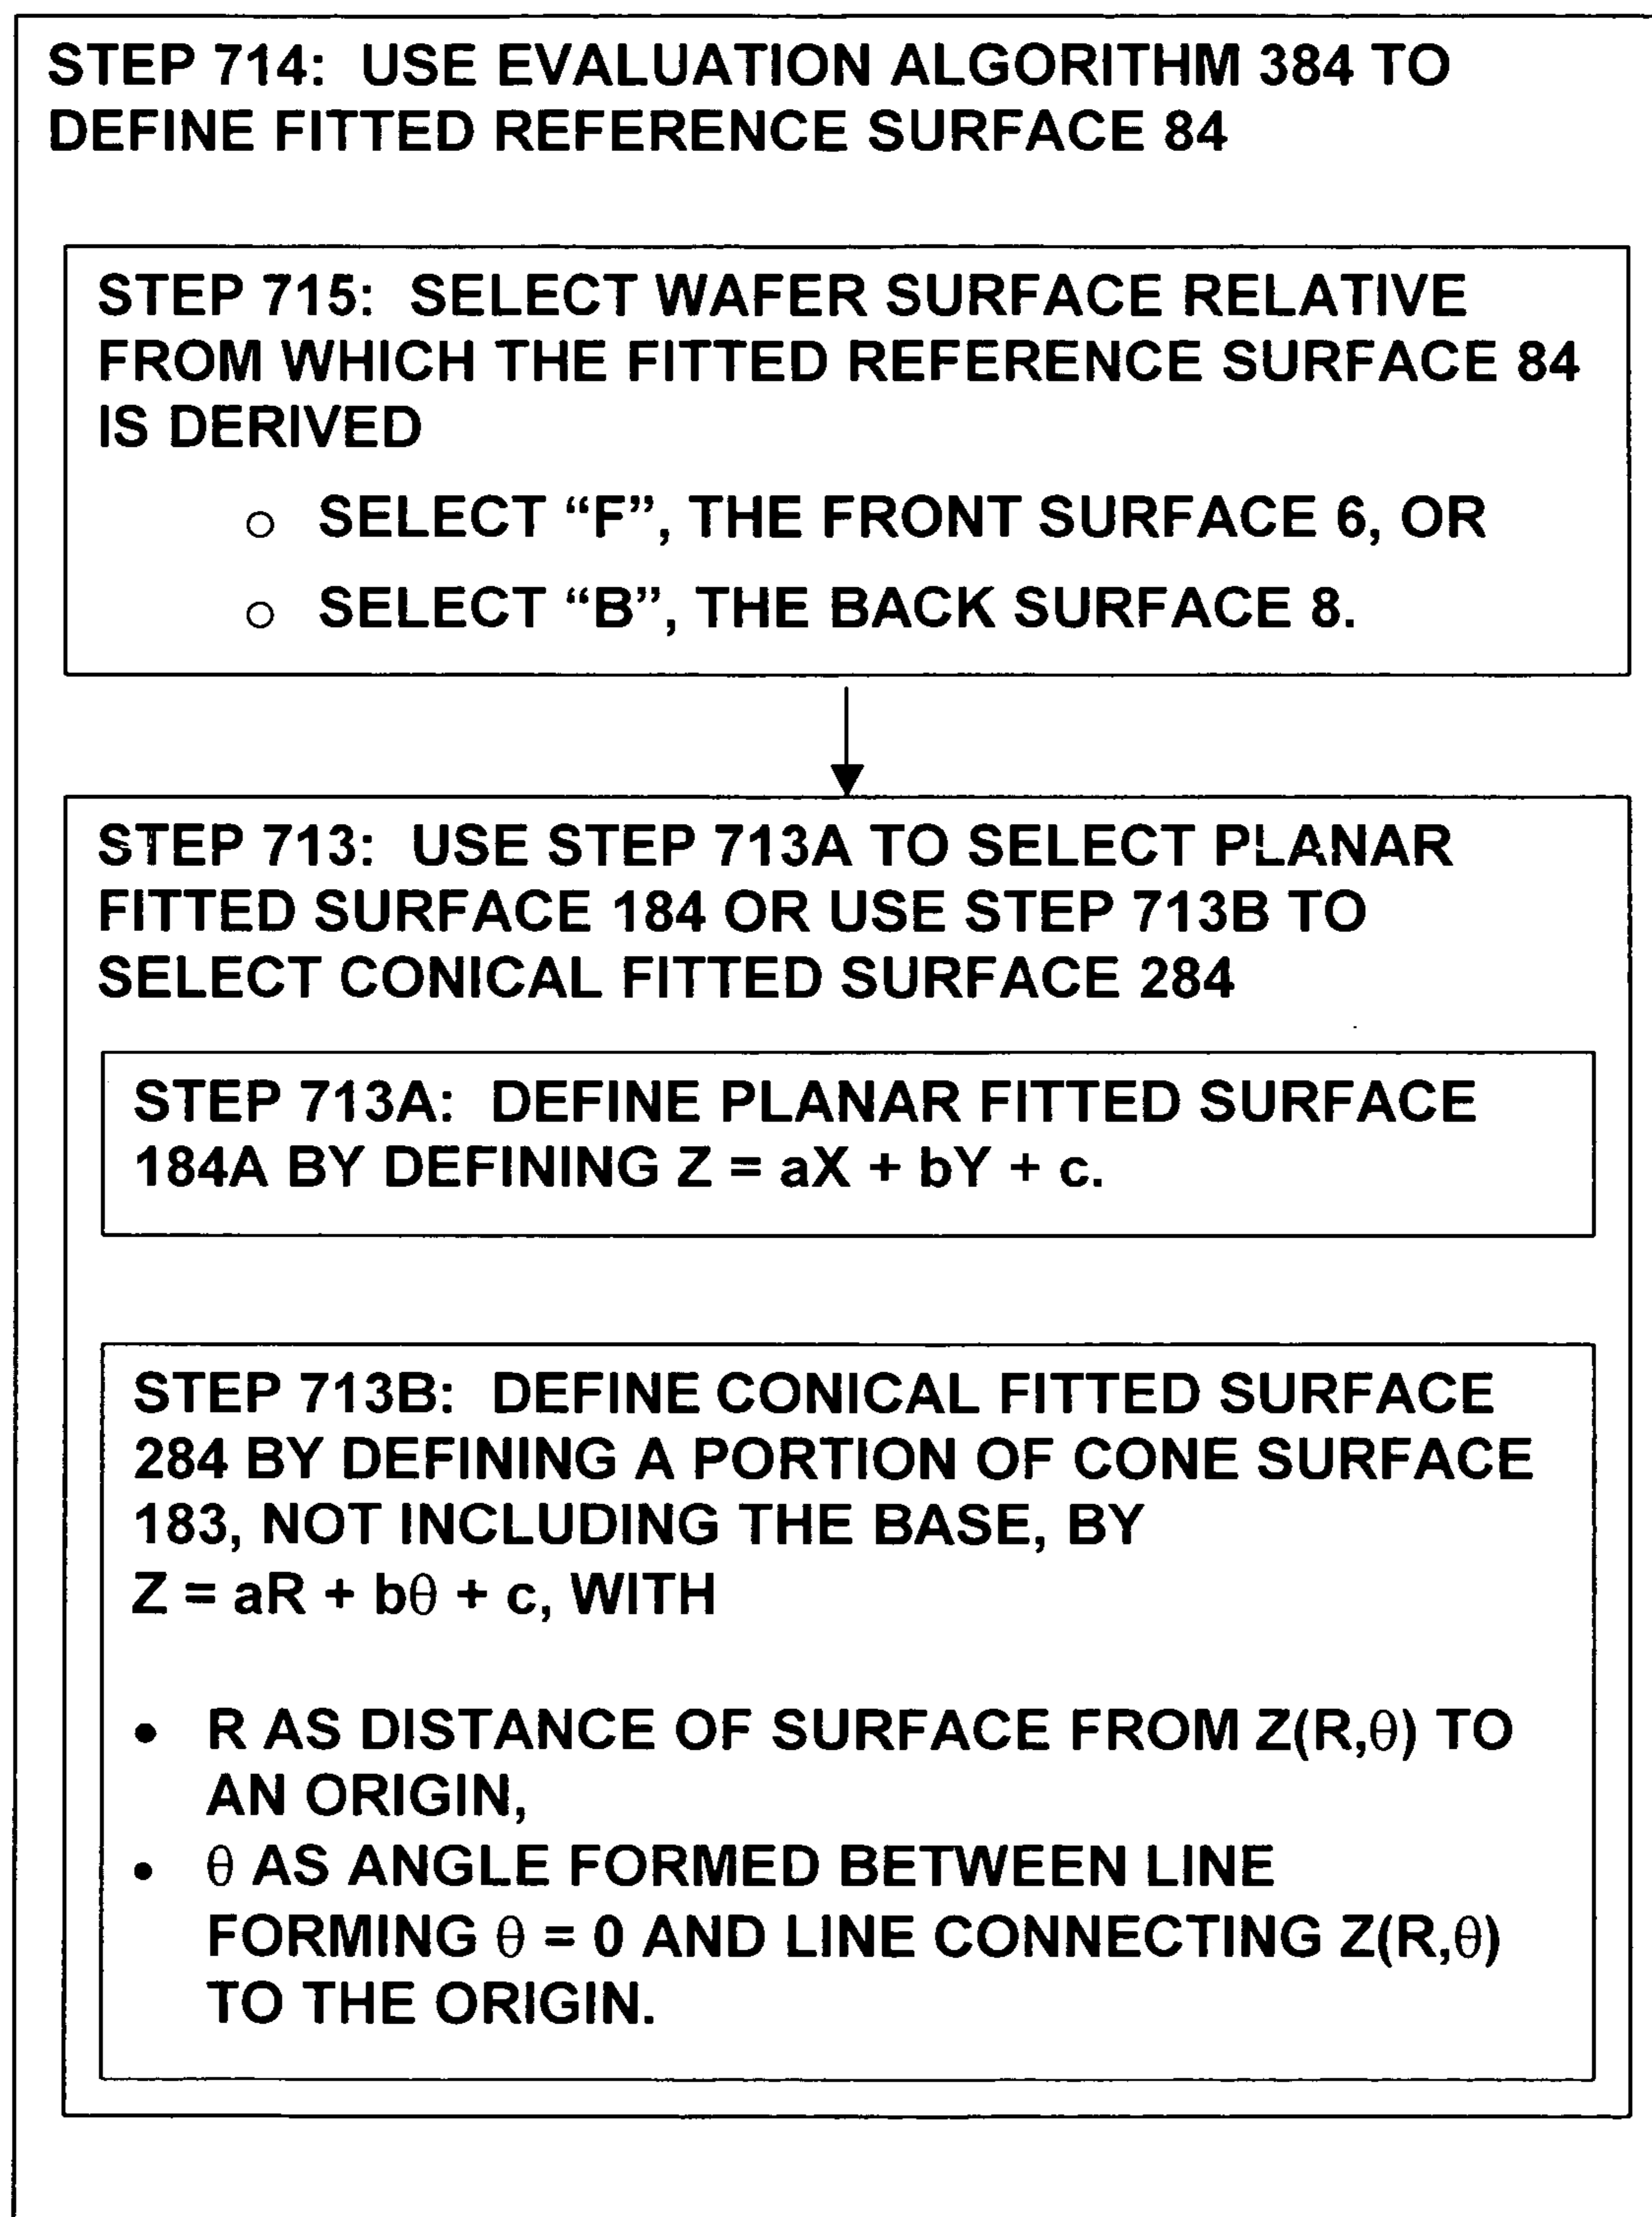 STEP 714: USE EVALUATION ALGORITHM 384 TO
DEFINE FITTED REFERENCE SURFACE 84
STEP 715: SELECT WAFER SURFACE RELATIVE
FROM WHICH THE FITTED REFERENCE SURFACE 84
IS DERIVED
○ SELECT “F”, THE FRONT SURFACE 6, OR
○ SELECT “B”, THE BACK SURFACE 8.
STEP 713: USE STEP 713A TO SELECT PLANAR
FITTED SURFACE 184 OR USE STEP 713B TO
SELECT CONICAL FITTED SURFACE 284
STEP 713A: DEFINE PLANAR FITTED SURFACE
184A BY DEFINING Z = aX + bY + c.
STEP 713B: DEFINE CONICAL FITTED SURFACE
284 BY DEFINING A PORTION OF CONE SURFACE
183, NOT INCLUDING THE BASE, BY
Z = aR + bθ + c, WITH
• R AS DISTANCE OF SURFACE FROM Z(R,θ) TO
AN ORIGIN,
• θ AS ANGLE FORMED BETWEEN LINE
FORMING θ = 0 AND LINE CONNECTING Z(R,θ)
TO THE ORIGIN.